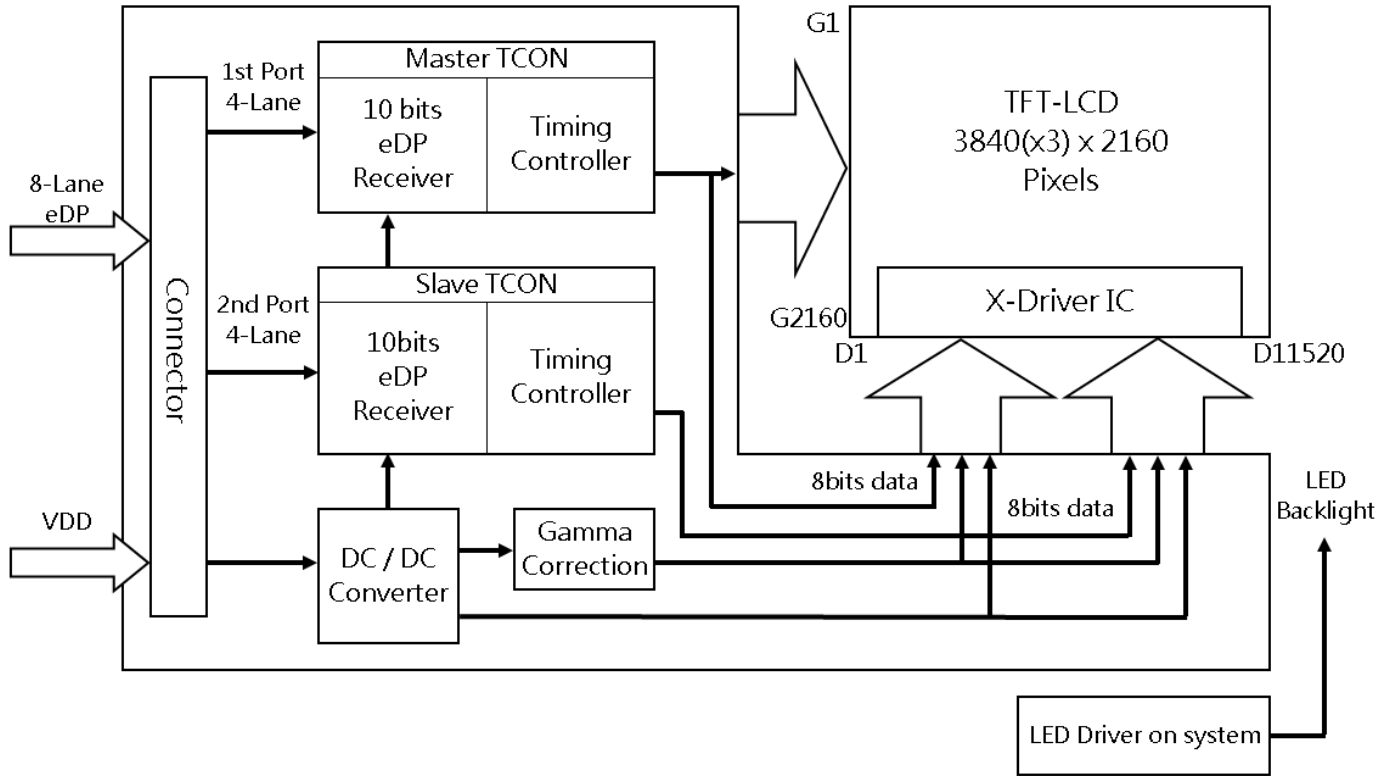 G1
Master TCON
1st Port
4-Lane
10 bits
eDP
Receiver
Timing
Controller
TFT-LCD
3840(x3) x 2160
Pixels
8-Lane
eDP
Connector
Slave TCON
2nd Port
4-Lane
10bits
eDP
Receiver
Timing
Controller
X-Driver IC
G2160
D1
D11520
8bits data
8bits data
LED
Backlight
VDD
DC / DC
Converter
Gamma
Correction
LED Driver on system